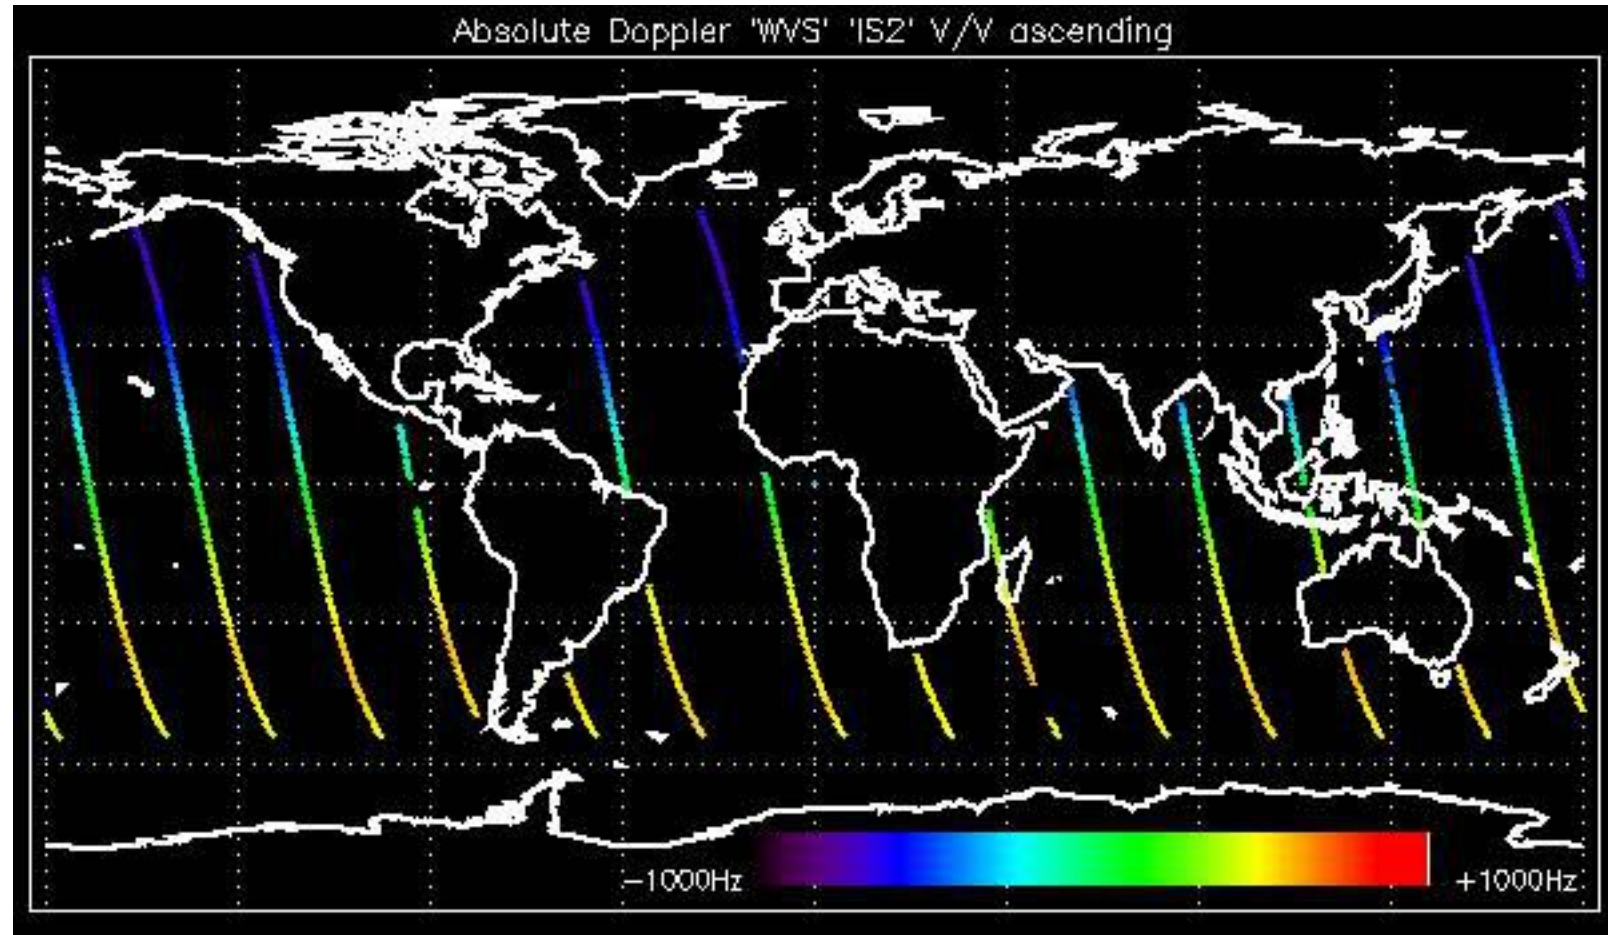 Absolute Doppler 'WVS' 'IS2' V/V ascending
−1000Hz
+1000Hz